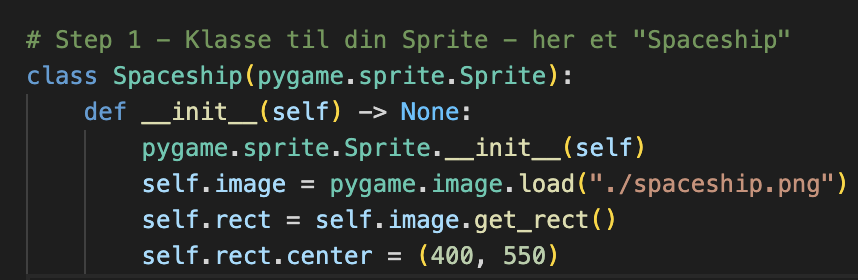 # Step 1 - Klasse til din Sprite - her et "Spaceship"
class Spaceship(pygame.sprite.Sprite):
    def __init__(self) -> None:
        pygame.sprite.Sprite.__init__(self)
        self.image = pygame.image.load("./spaceship.png")
        self.rect = self.image.get_rect()
        self.rect.center = (400, 550)